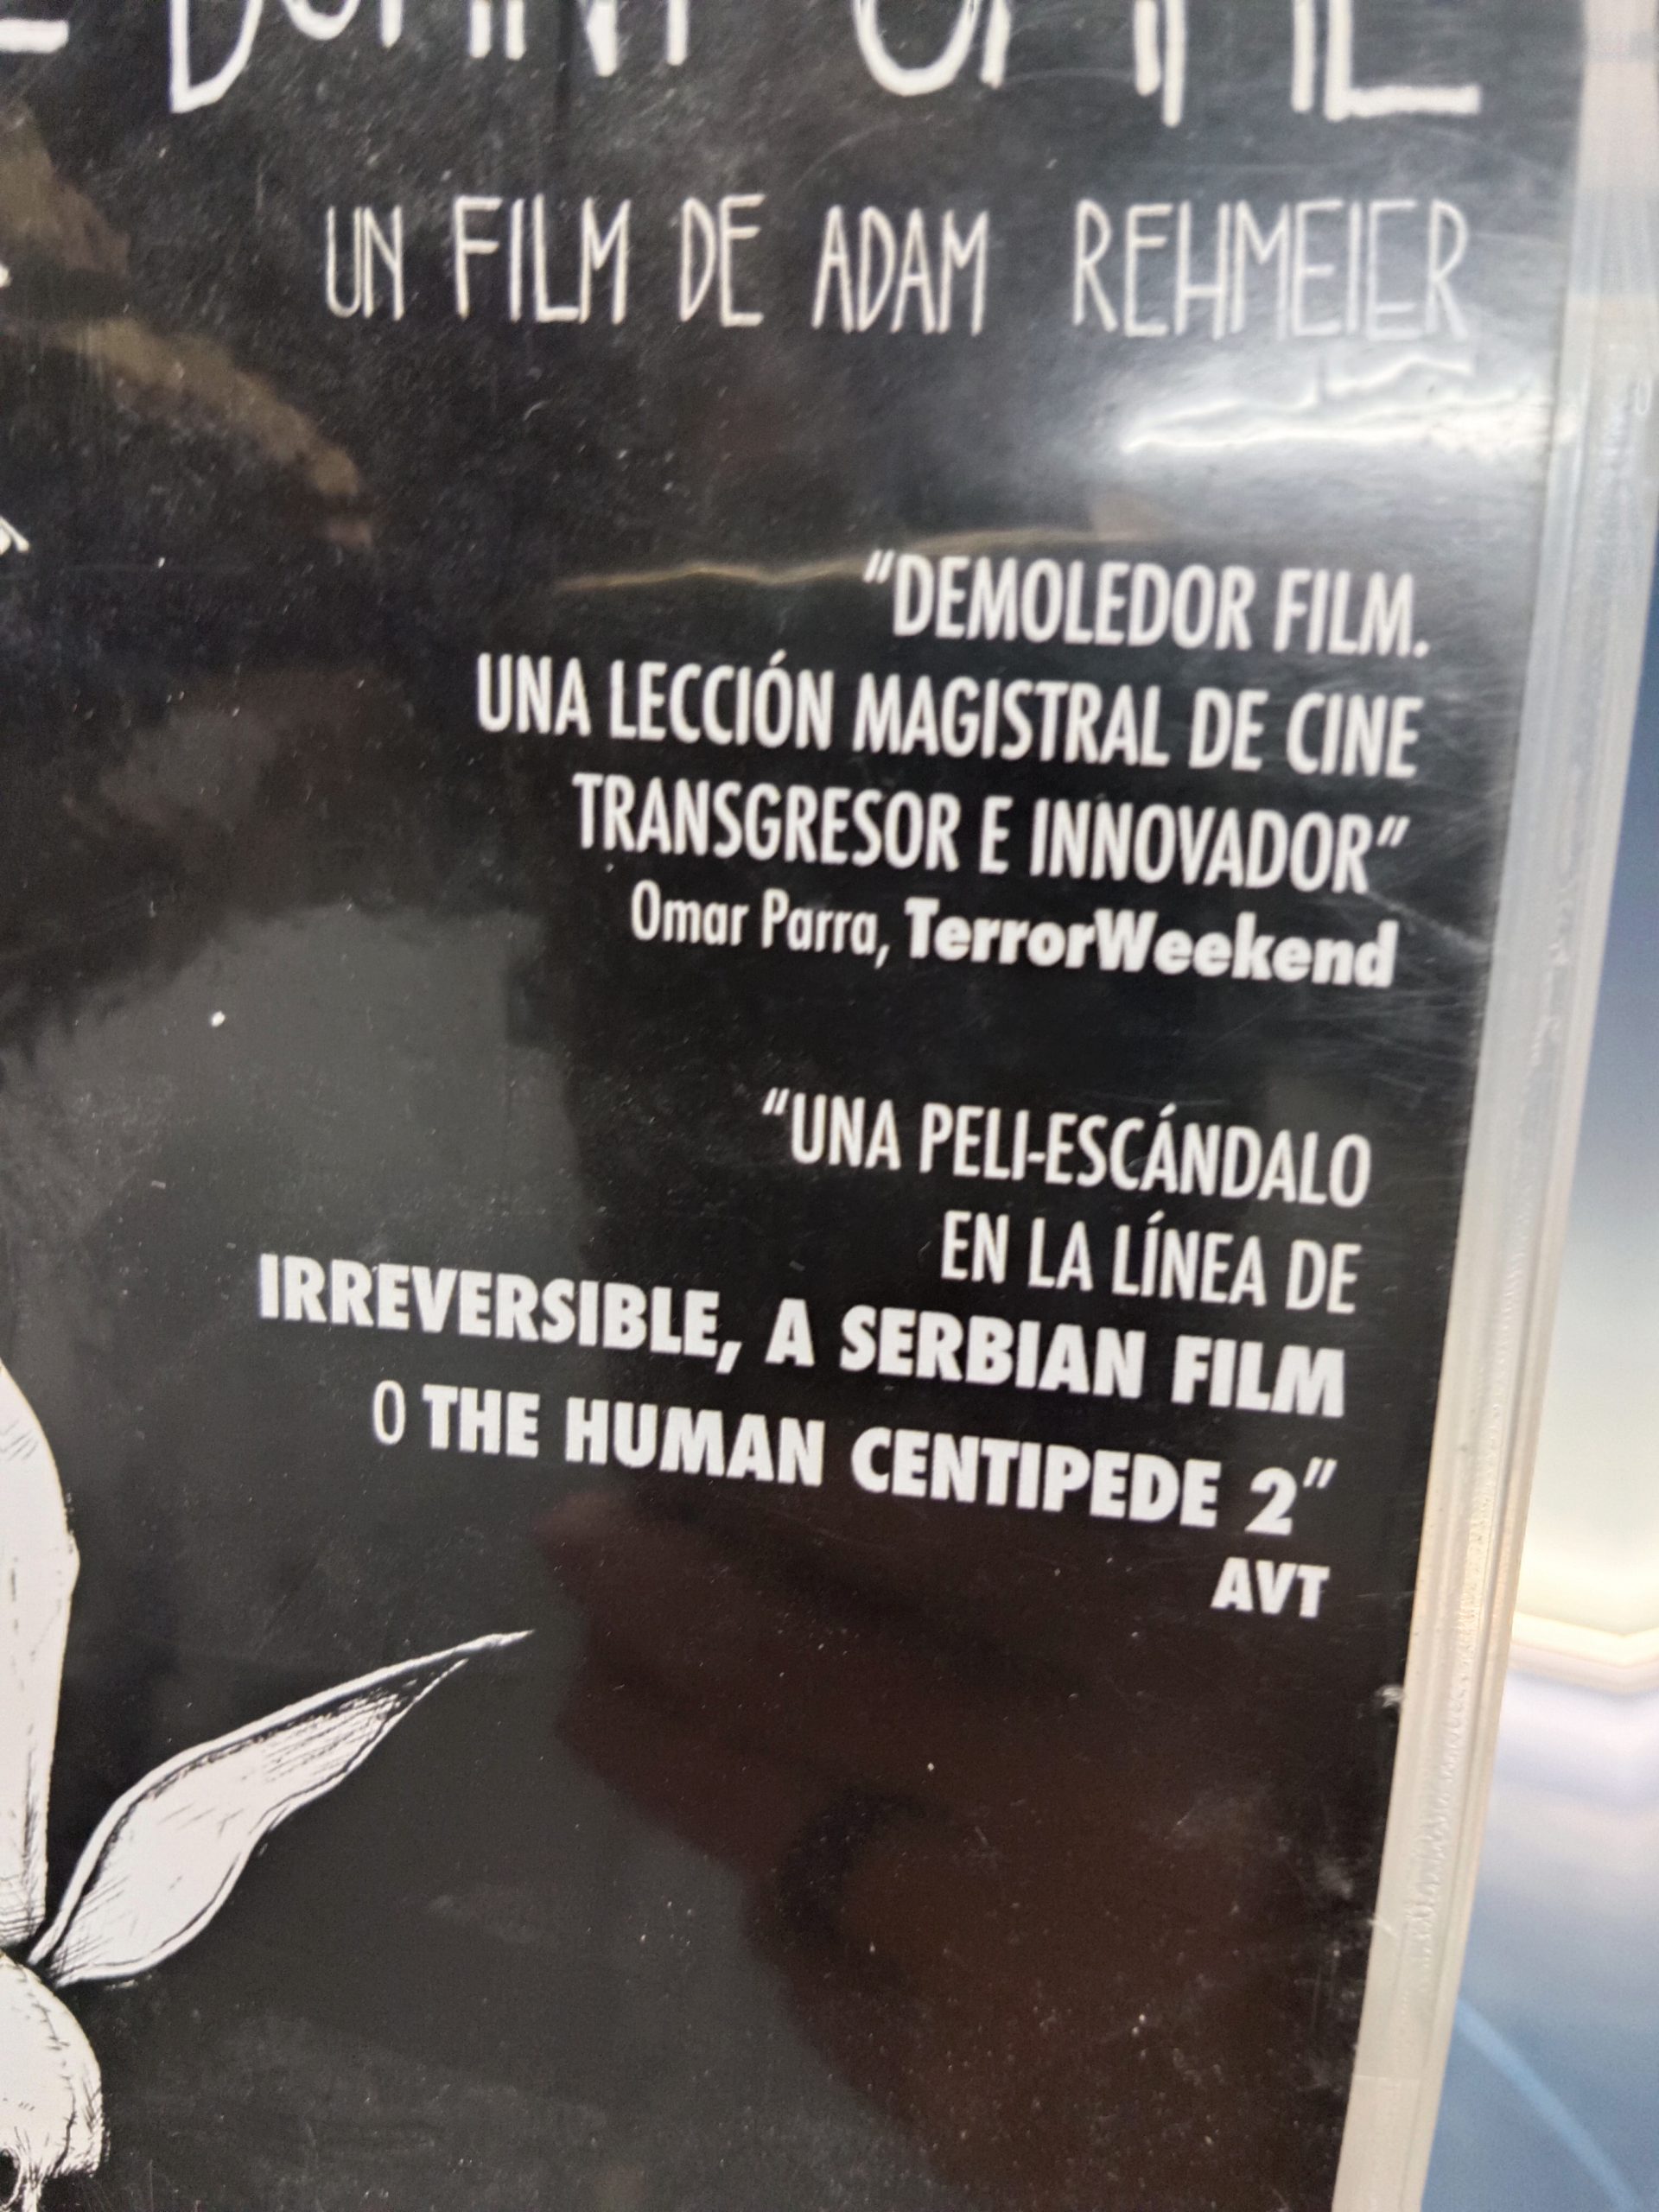 UN FILM DE ADAM REHMEIER
“DEMOLEDOR FILM.
UNA LECCIÓN MAGISTRAL DE CINE
TRANSGRESOR E INNOVADOR”
Omar Parra, TerrorWeekend
“UNA PELI-ESCÁNDALO
EN LA LÍNEA DE
IRREVERSIBLE, A SERBIAN FILM
O THE HUMAN CENTIPEDE 2”
AVT